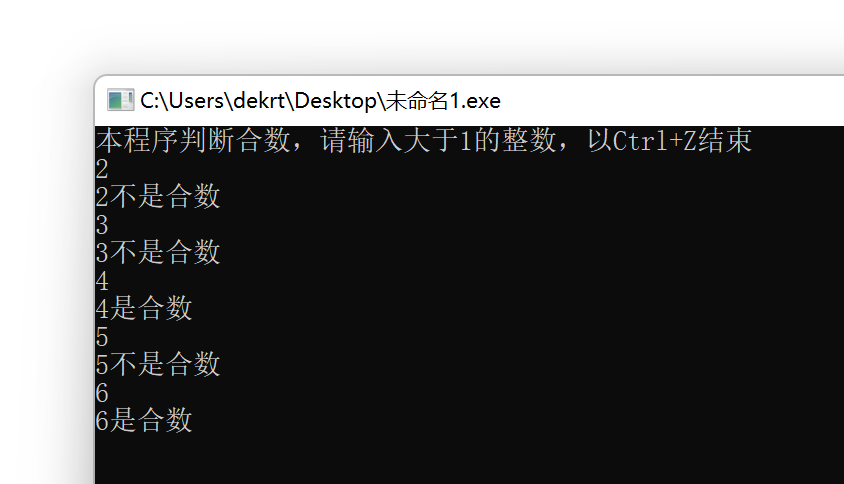 C:\Users\dekrt\Desktop\未命名1.exe
本程序判断合数，请输入大于1的整数，以Ctrl+Z结束
2
2不是合数
3
3不是合数
4
4是合数
5
5不是合数
6
6是合数